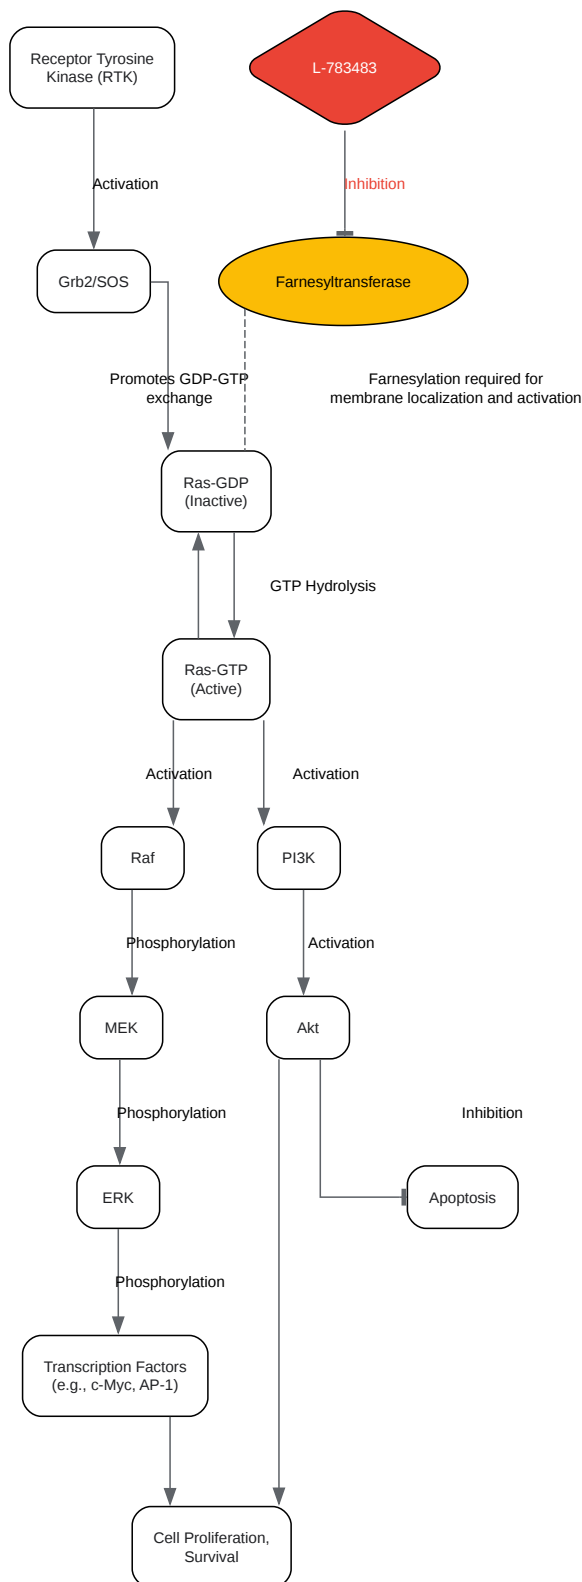 Receptor Tyrosine
Kinase (RTK)
L-783483
Activation
Inhibition
Grb2/SOS
Farnesyltransferase
Promotes GDP-GTP
exchange
Farnesylation required for
membrane localization and activation
Ras-GDP
(Inactive)
GTP Hydrolysis
Ras-GTP
(Active)
Activation
Activation
Raf
PI3K
Phosphorylation
Activation
MEK
Akt
Phosphorylation
Inhibition
ERK
Apoptosis
Phosphorylation
Transcription Factors
(e.g., c-Myc, AP-1)
Cell Proliferation,
Survival